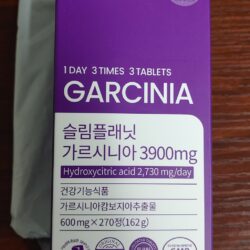 1 DAY 3 TIMES 3 TABLETS
GARCINIA
슬림플래닛
가르시니아 3900mg
Hydroxycitric acid 2,730 mg/day
건강기능식품
가르시니아캄보지아추출물
600mg × 270정(162g)
GMP